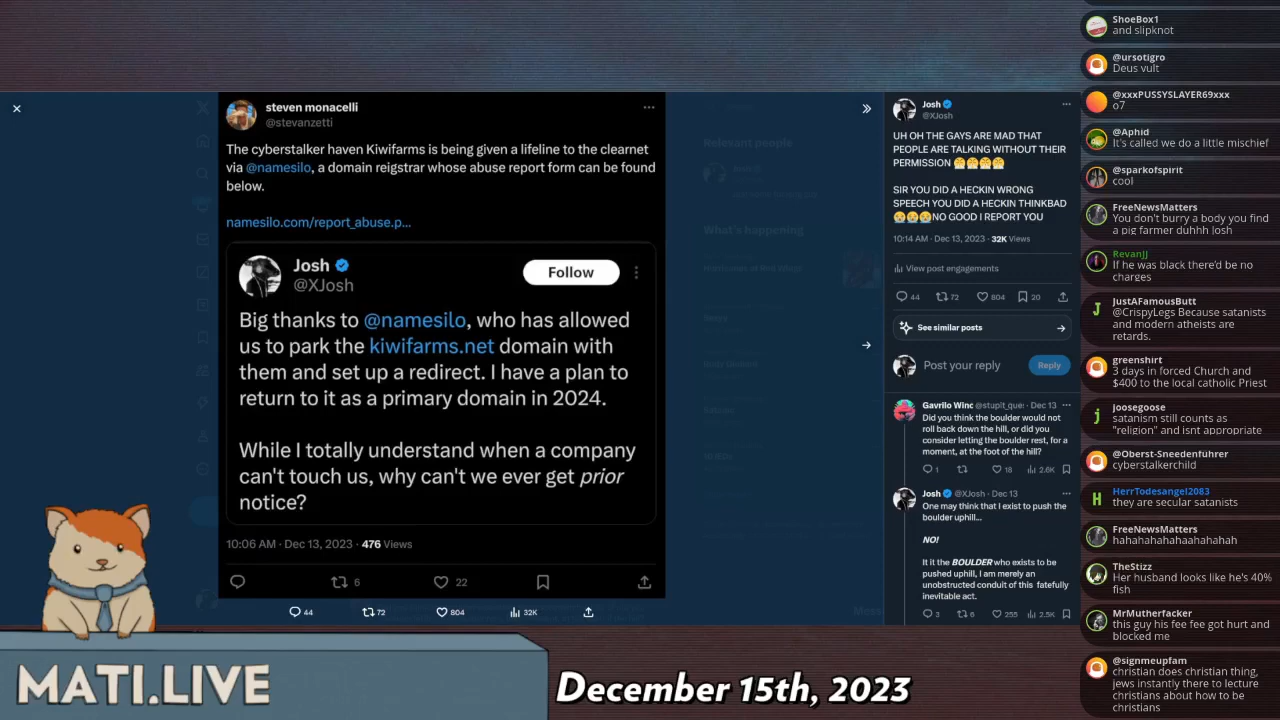 steven monacelli
@stevanzetti
The cyberstalker haven Kiwifarms is being given a lifeline to the clearnet
via @namesilo, a domain reigstrar whose abuse report form can be found
below.
namesilo.com/report_abuse.p...
Josh
@XJosh
Follow
Big thanks to @namesilo, who has allowed
us to park the kiwifarms.net domain with
them and set up a redirect. I have a plan to
return to it as a primary domain in 2024.
While I totally understand when a company
can't touch us, why can't we ever get prior
notice?
10:06 AM · Dec 13, 2023 · 476 Views
6
22
44
72
804
32K
Relevant people
What's happening
Josh
@XJosh
UH OH THE GAYS ARE MAD THAT
PEOPLE ARE TALKING WITHOUT THEIR
PERMISSION 😤😤😤😤
SIR YOU DID A HECKIN WRONG
SPEECH YOU DID A HECKIN THINKBAD
😭😭😭NO GOOD I REPORT YOU
10:14 AM · Dec 13, 2023 · 32K Views
View post engagements
44
72
804
20
See similar posts
Post your reply
Reply
Gavrilo Winc @stupit_que: · Dec 13
Did you think the boulder would not
roll back down the hill, or did you
consider letting the boulder rest, for a
moment, at the foot of the hill?
1
18
2.6K
Josh @XJosh · Dec 13
One may think that I exist to push the
boulder uphill...
NO!
It it the BOULDER who exists to be
pushed uphill, I am merely an
unobstructed conduit of this fatefully
inevitable act.
3
6
255
2.5K
ShoeBox1
and slipknot
@ursotigro
Deus vult
@xxxPUSSYSLAYER69xxx
o7
@Aphid
It's called we do a little mischief
@sparkofspirit
cool
FreeNewsMatters
You don't burry a body you find
a pig farmer duhhh losh
RevanJJ
If he was black there'd be no
charges
JustAFamousButt
@CrispyLegs Because satanists
and modern atheists are
retards.
greenshirt
3 days in forced Church and
$400 to the local catholic Priest
joosegoose
satanism still counts as
"religion" and isnt appropriate
@Oberst-Sneedenführer
cyberstalkerchild
HerrTodesangel2083
they are secular satanists
FreeNewsMatters
hahahahahaahahahah
TheStizz
Her husband looks like he's 40%
fish
MrMutherfacker
this guy his fee fee got hurt and
blocked me
@signmeupfam
christian does christian thing,
jews instantly there to lecture
christians about how to be
christians
MATI.LIVE
December 15th, 2023